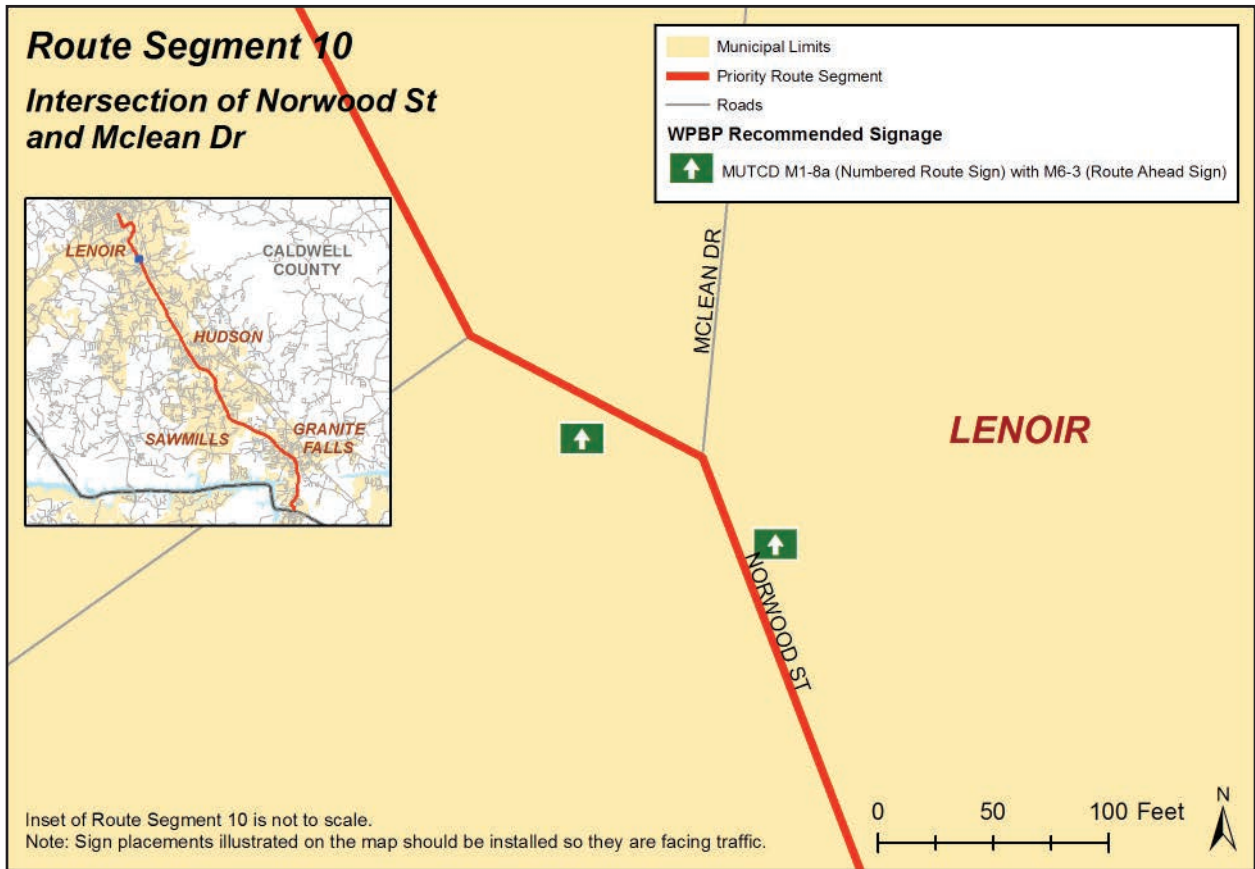 Route Segment 10
Intersection of Norwood St
and Mclean Dr
Municipal Limits
Priority Route Segment
Roads
WPBP Recommended Signage
MUTCD M1-8a (Numbered Route Sign) with M6-3 (Route Ahead Sign)
LENOIR
CALDWELL
COUNTY
HUDSON
SAWMILLS
GRANITE
FALLS
MCLEAN DR
LENOIR
NORWOOD ST
Inset of Route Segment 10 is not to scale.
Note: Sign placements illustrated on the map should be installed so they are facing traffic.
0 50 100 Feet
N